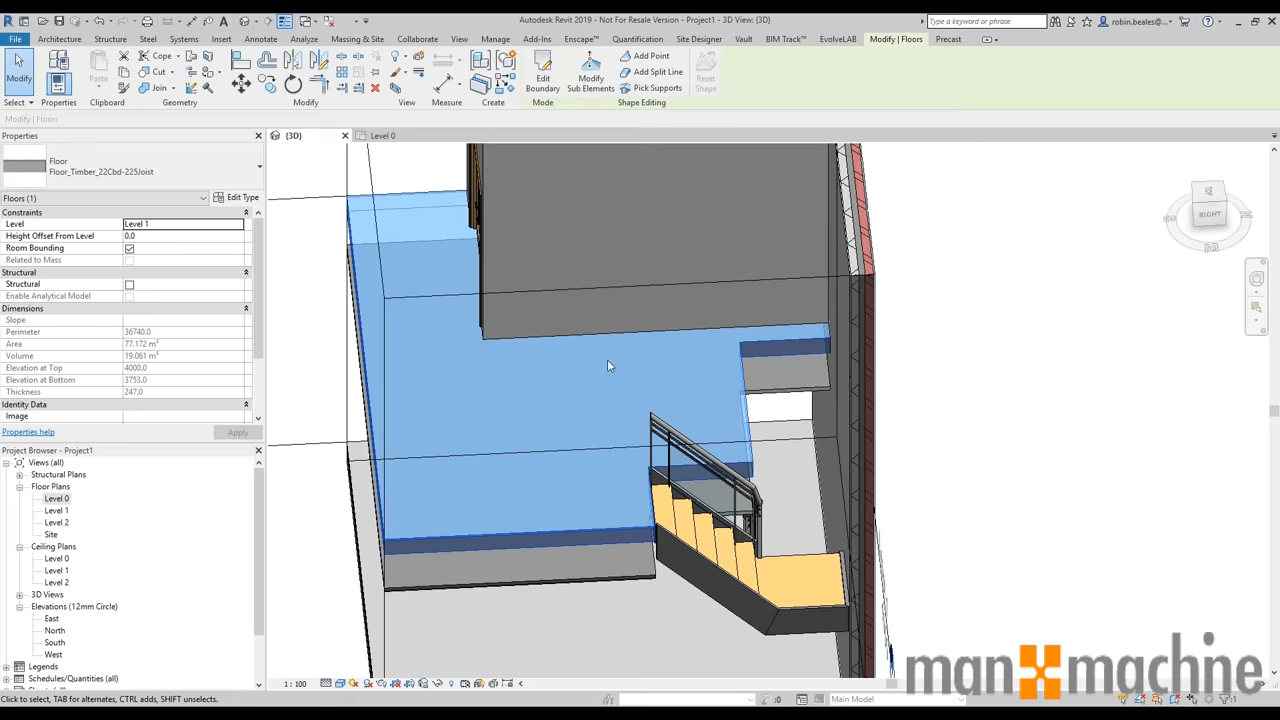 Autodesk Revit 2019 - Not For Resale Version - Project1 - 3D View: {3D}
Type a keyword or phrase
robin.beales...
File Architecture Structure Steel Systems Insert Annotate Analyze Massing & Site Collaborate View Manage Add-Ins Enscape™ Quantification Site Designer Vault BIM Track™ EvolveLAB Modify | Floors Precast
Modify
Select
Properties
Paste
Clipboard
Cope
Cut
Join
Geometry
Modify
View
Measure
Create
Edit
Boundary
Mode
Modify
Sub Elements
Add Point
Add Split Line
Pick Supports
Shape Editing
Reset
Shape
Modify | Floors
Properties
{3D}
Level 0
Floor
Floor_Timber_22Cbd-225Joist
Floors (1)
Edit Type
Constraints
Level Level 1
Height Offset From Level 0.0
Room Bounding
Related to Mass
Structural
Structural
Enable Analytical Model
Dimensions
Slope
Perimeter 36740.0
Area 77.172 m²
Volume 19.061 m³
Elevation at Top 4000.0
Elevation at Bottom 3753.0
Thickness 247.0
Identity Data
Image
Properties help
Apply
Project Browser - Project1
Views (all)
Structural Plans
Floor Plans
Level 0
Level 1
Level 2
Site
Ceiling Plans
Level 0
Level 1
Level 2
3D Views
Elevations (12mm Circle)
East
North
South
West
Legends
Schedules/Quantities (all)
RIGHT
1 : 100
Click to select, TAB for alternates, CTRL adds, SHIFT unselects.
:0
Main Model
:1
man machine